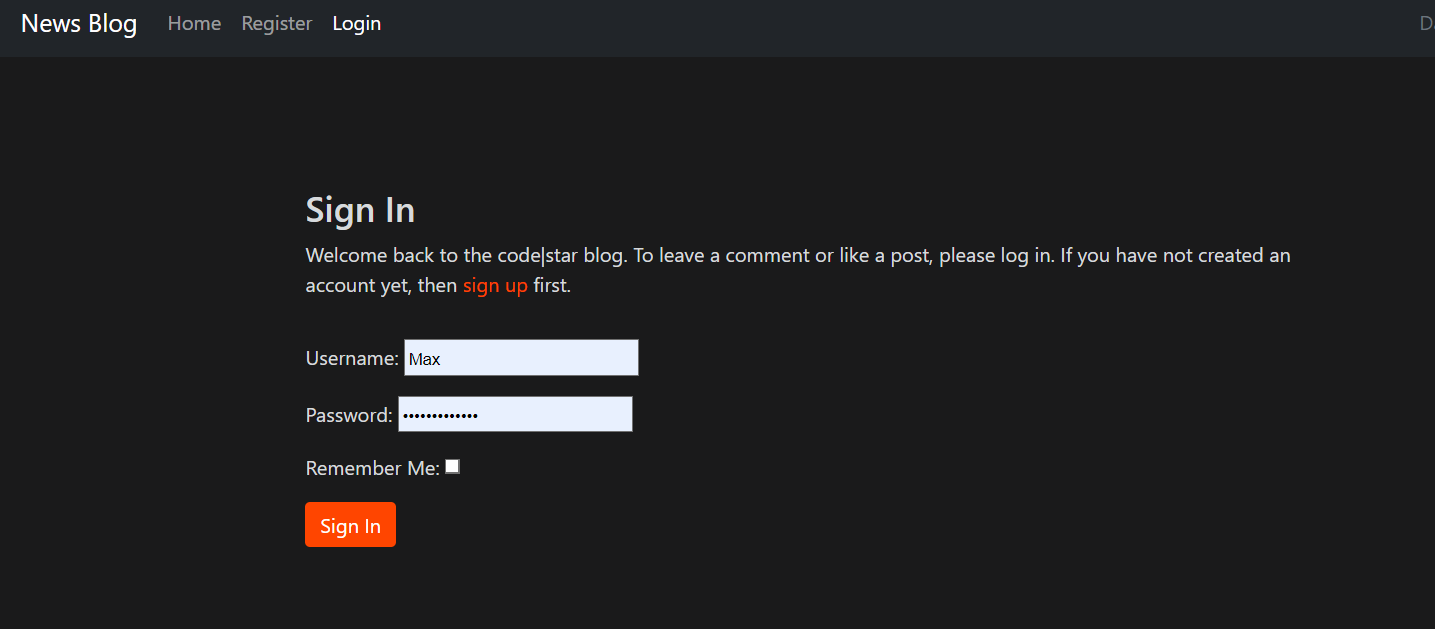 News Blog Home Register Login
Sign In
Welcome back to the code|star blog. To leave a comment or like a post, please log in. If you have not created an
account yet, then sign up first.
Username: Max
Password: •••••••••••••
Remember Me:
Sign In